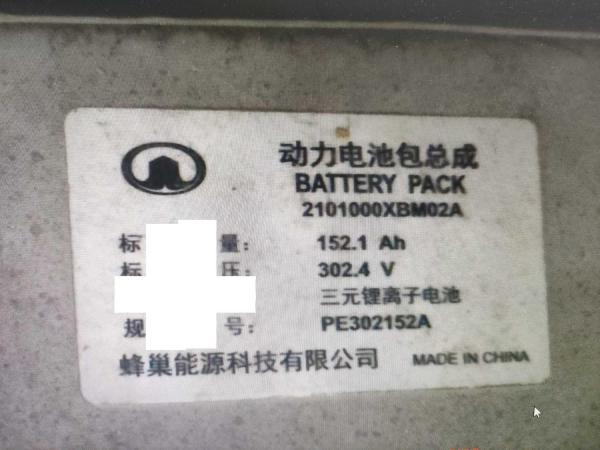 动力电池包总成
BATTERY PACK
2101000XBM02A
标 量： 152.1 Ah
标 压： 302.4 V
三元锂离子电池
规 号： PE302152A
蜂巢能源科技有限公司 MADE IN CHINA